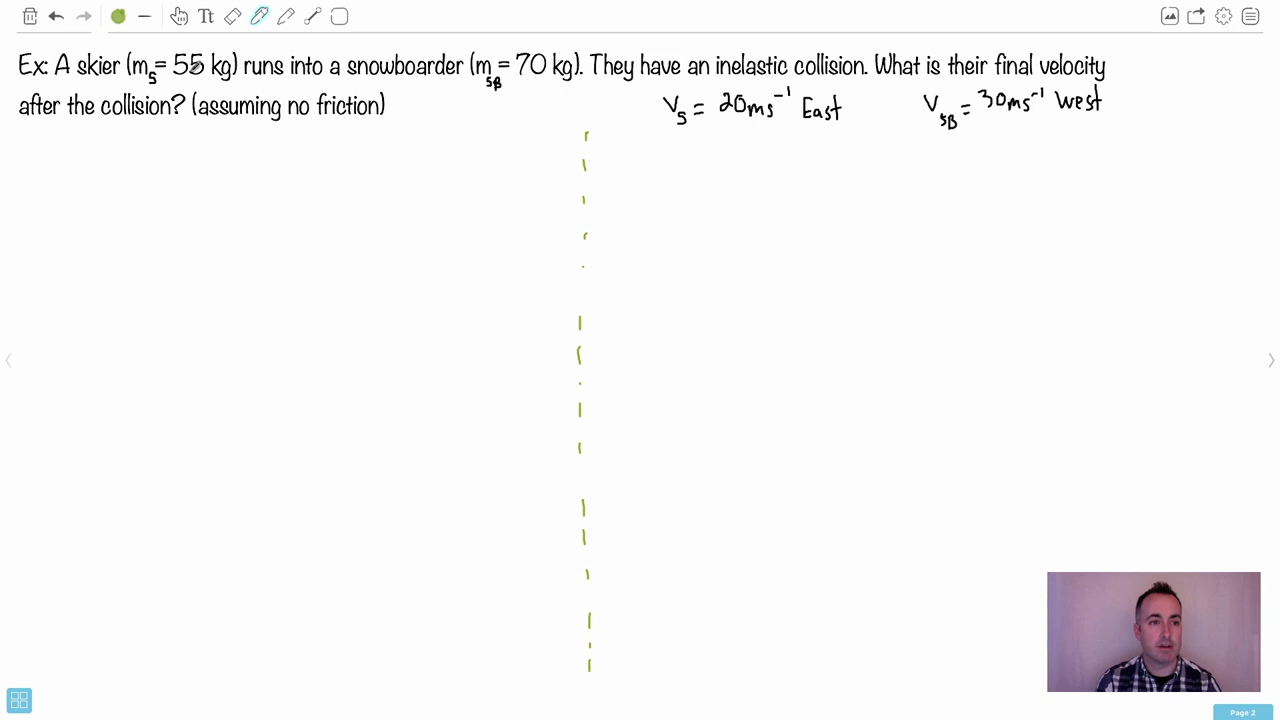 Tt
Ex: A skier (mS = 55 kg) runs into a snowboarder (mSB = 70 kg). They have an inelastic collision. What is their final velocity
after the collision? (assuming no friction) VS = 20ms⁻¹ East VSB = 30ms⁻¹ West
Page 2